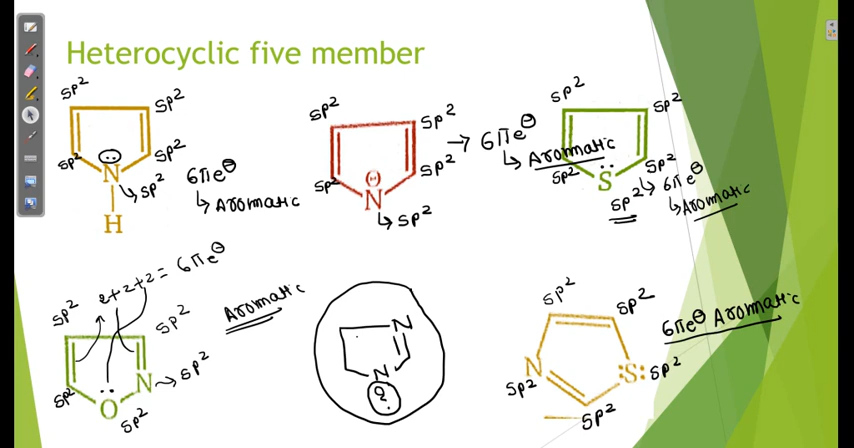 Heterocyclic five member
sp²
sp²
sp²
sp²
N
→ sp²
H
6πe⊖
↳ Aromatic
sp²
sp²
sp²
sp²
⊖
N
↳ sp²
→ 6πe⊖
↳ Aromatic
sp²
sp²
sp²
sp²
S
sp²
↳ 6πe⊖
↳ Aromatic
2+2+2 = 6πe⊖
Aromatic
sp²
sp²
sp²
N → sp²
O
sp²
N
N
?
sp²
sp²
N
sp²
:S: sp²
sp²
6πe⊖ Aromatic